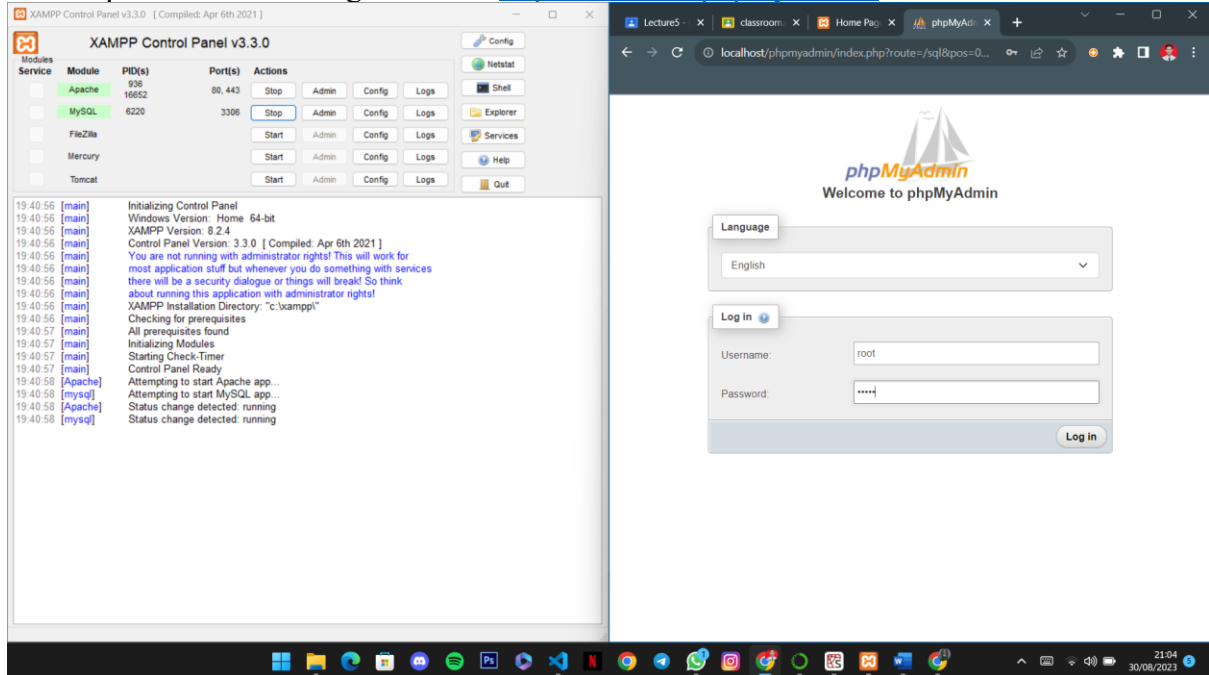 XAMPP Control Panel v3.3.0 [ Compiled: Apr 6th 2021 ]
XAMPP Control Panel v3.3.0
Config
Netstat
Shell
Explorer
Services
Help
Quit
Modules
Service Module PID(s) Port(s) Actions
Apache 936 16652 80, 443 Stop Admin Config Logs
MySQL 6220 3306 Stop Admin Config Logs
FileZilla Start Admin Config Logs
Mercury Start Admin Config Logs
Tomcat Start Admin Config Logs
19:40:56 [main] Initializing Control Panel
19:40:56 [main] Windows Version: Home 64-bit
19:40:56 [main] XAMPP Version: 8.2.4
19:40:56 [main] Control Panel Version: 3.3.0 [ Compiled: Apr 6th 2021 ]
19:40:56 [main] You are not running with administrator rights! This will work for
19:40:56 [main] most application stuff but whenever you do something with services
19:40:56 [main] there will be a security dialogue or things will break! So think
19:40:56 [main] about running this application with administrator rights!
19:40:56 [main] XAMPP Installation Directory: "c:\xampp\"
19:40:56 [main] Checking for prerequisites
19:40:57 [main] All prerequisites found
19:40:57 [main] Initializing Modules
19:40:57 [main] Starting Check-Timer
19:40:57 [main] Control Panel Ready
19:40:58 [Apache] Attempting to start Apache app...
19:40:58 [mysql] Attempting to start MySQL app...
19:40:58 [Apache] Status change detected: running
19:40:58 [mysql] Status change detected: running
Lecture5 - classroom. Home Pag phpMyAd
localhost/phpmyadmin/index.php?route=/sql&pos=0...
phpMyAdmin
Welcome to phpMyAdmin
Language
English
Log in
Username: root
Password: •••••
Log in
21:04
30/08/2023